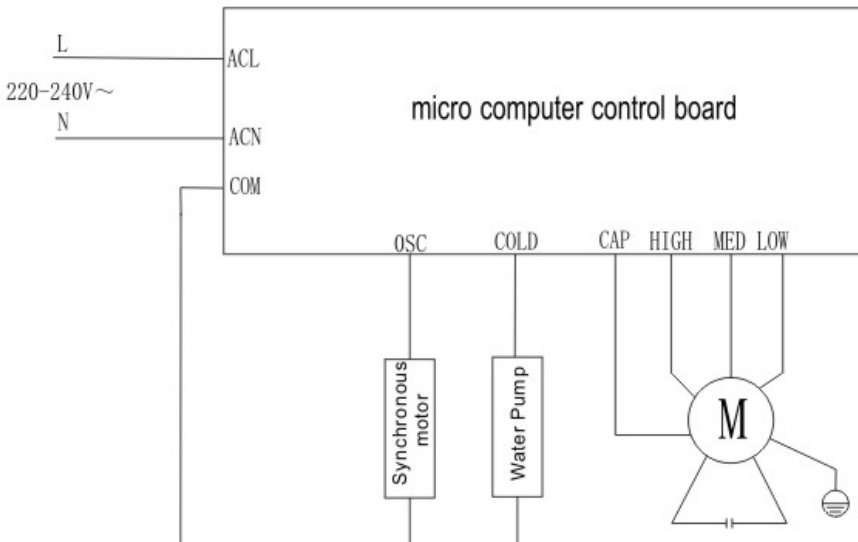 L
ACL
220-240V～
micro computer control board
N
ACN
COM
OSC
COLD
CAP
HIGH
MED
LOW
Synchronous
motor
Water Pump
M